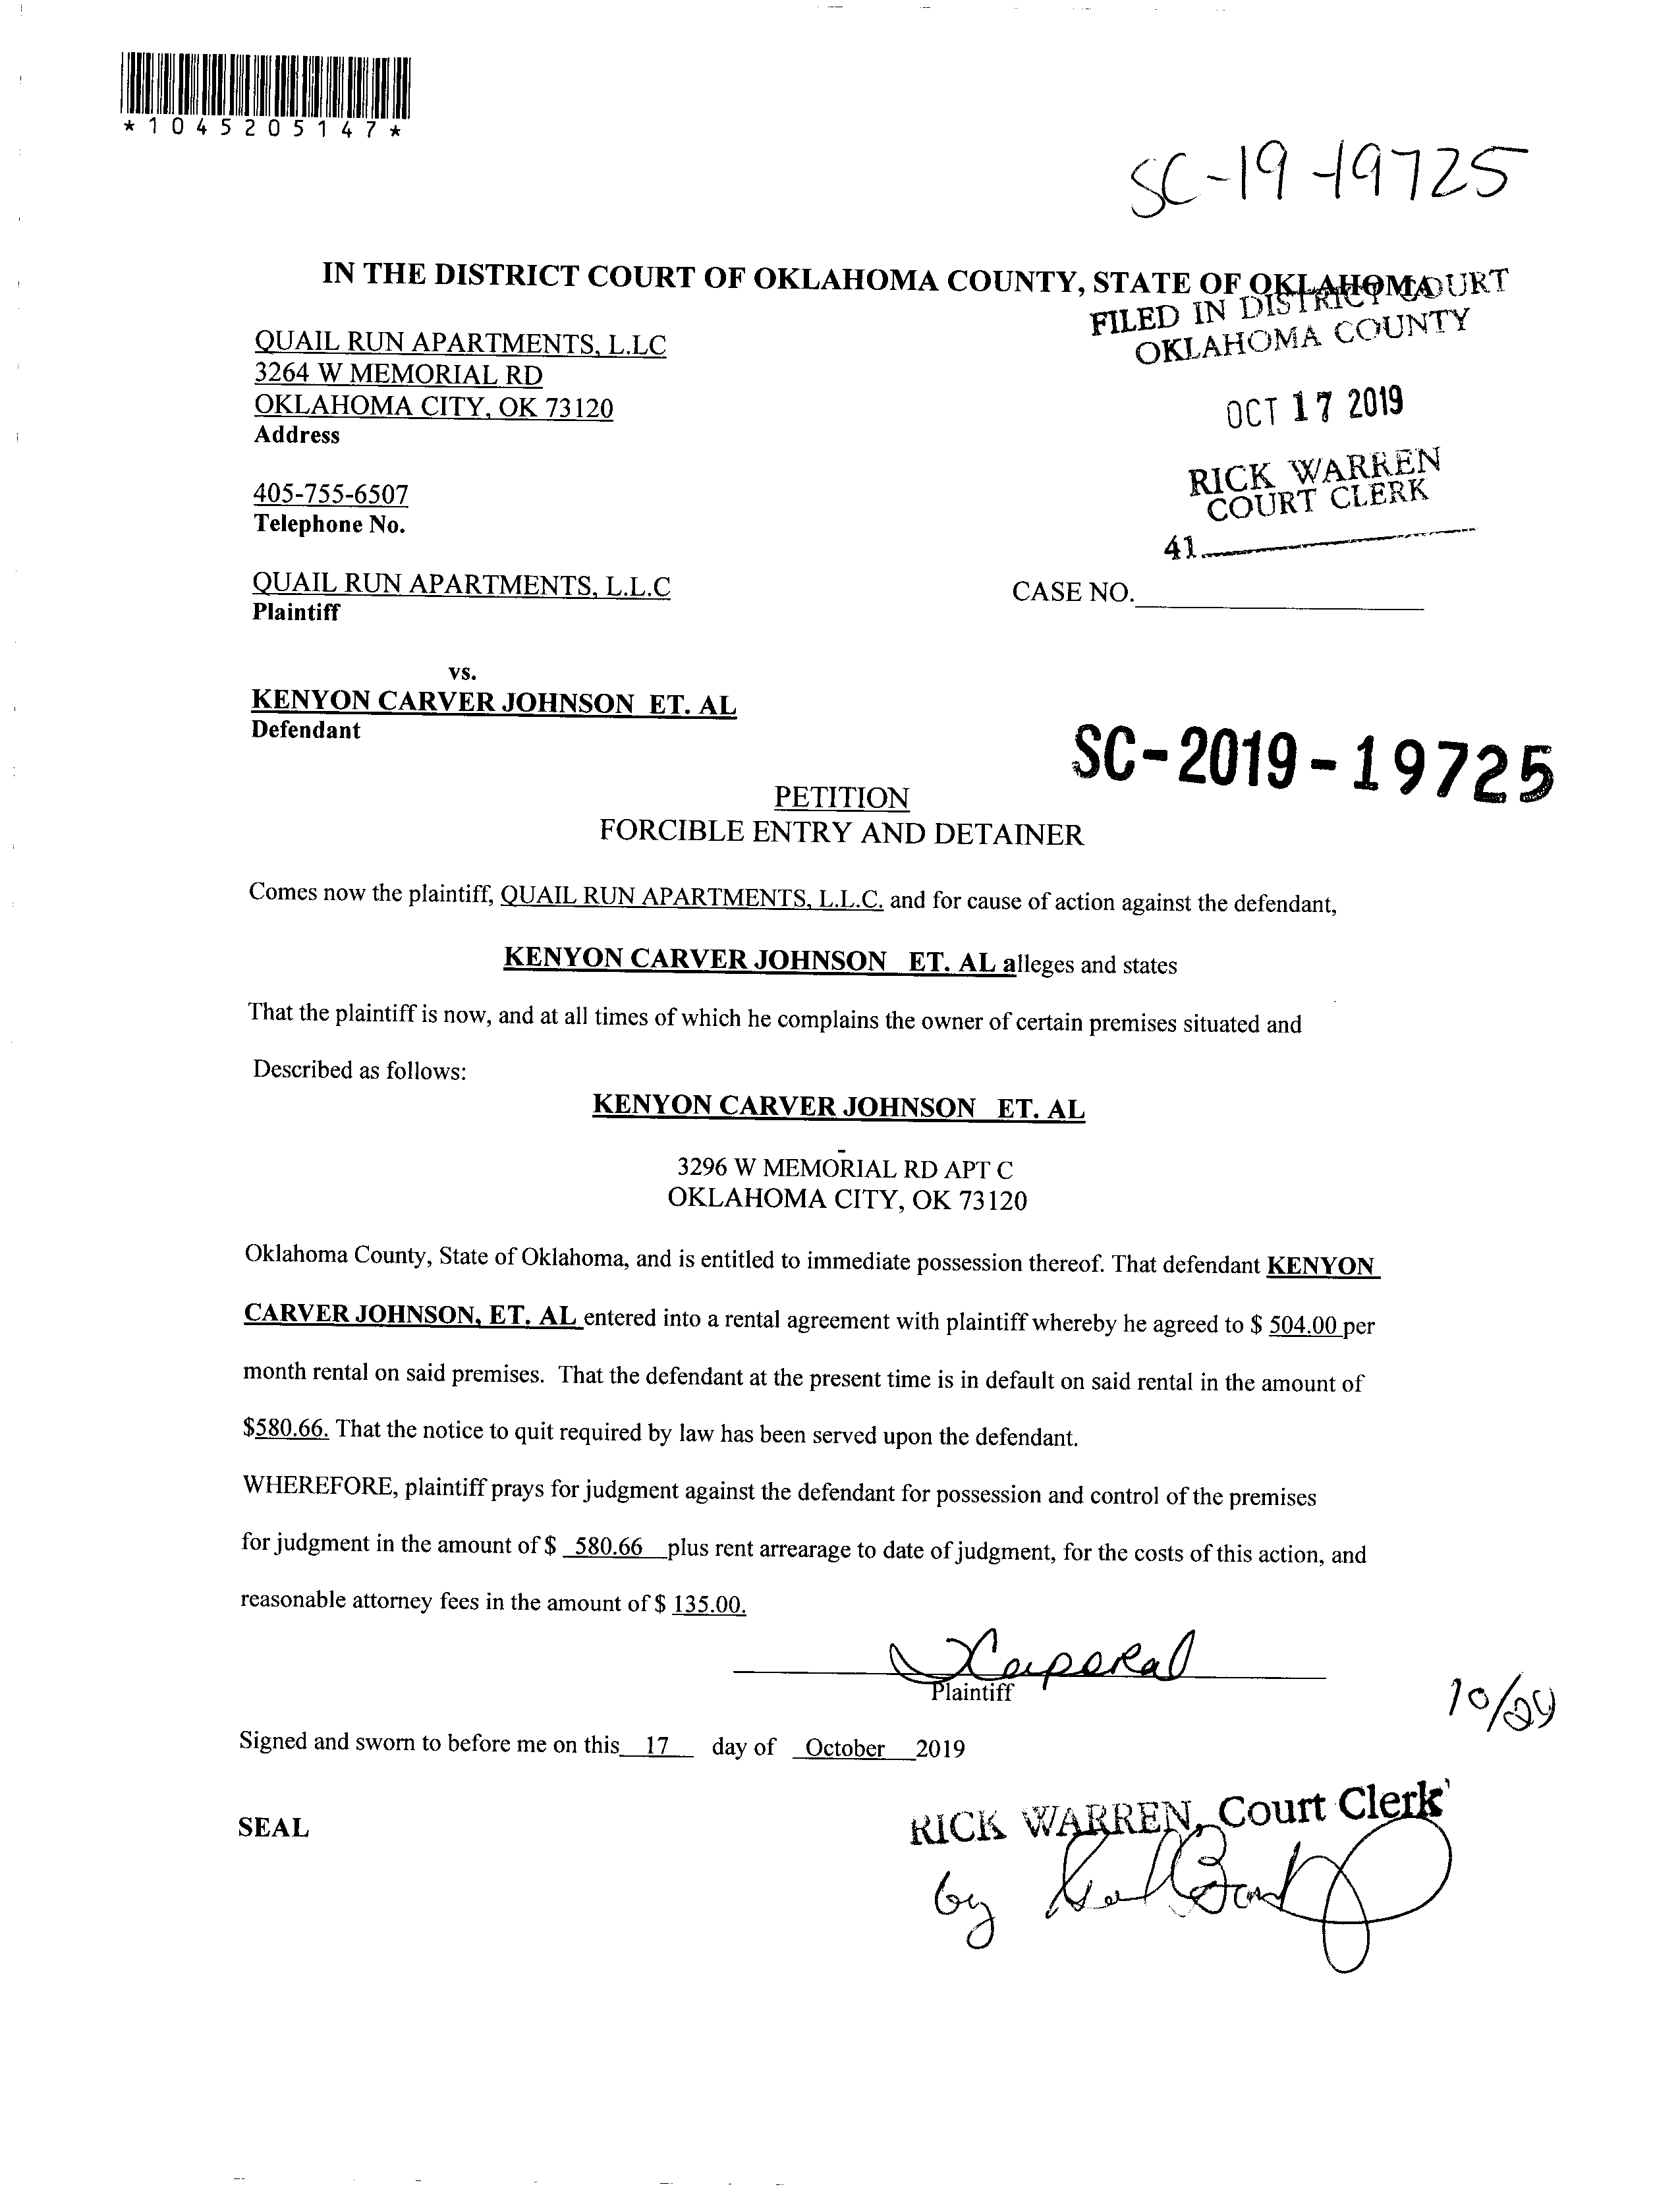 *1045205147*
SC-19-19725
IN THE DISTRICT COURT OF OKLAHOMA COUNTY, STATE OF OKLAHOMA
FILED IN DISTRICT COURT
OKLAHOMA COUNTY
QUAIL RUN APARTMENTS, L.LC
3264 W MEMORIAL RD
OKLAHOMA CITY, OK 73120
Address
OCT 17 2019
RICK WARREN
COURT CLERK
405-755-6507
Telephone No.
41
QUAIL RUN APARTMENTS, L.L.C
Plaintiff
CASE NO.
vs.
KENYON CARVER JOHNSON ET. AL
Defendant
SC-2019-19725
PETITION
FORCIBLE ENTRY AND DETAINER
Comes now the plaintiff, QUAIL RUN APARTMENTS, L.L.C. and for cause of action against the defendant,
KENYON CARVER JOHNSON ET. AL alleges and states
That the plaintiff is now, and at all times of which he complains the owner of certain premises situated and
Described as follows:
KENYON CARVER JOHNSON ET. AL
3296 W MEMORIAL RD APT C
OKLAHOMA CITY, OK 73120
Oklahoma County, State of Oklahoma, and is entitled to immediate possession thereof. That defendant KENYON
CARVER JOHNSON, ET. AL entered into a rental agreement with plaintiff whereby he agreed to $ 504.00 per
month rental on said premises. That the defendant at the present time is in default on said rental in the amount of
$580.66. That the notice to quit required by law has been served upon the defendant.
WHEREFORE, plaintiff prays for judgment against the defendant for possession and control of the premises
for judgment in the amount of $ 580.66 plus rent arrearage to date of judgment, for the costs of this action, and
reasonable attorney fees in the amount of $ 135.00.
Plaintiff
Signed and sworn to before me on this 17 day of October 2019
SEAL
RICK WARREN, Court Clerk
by